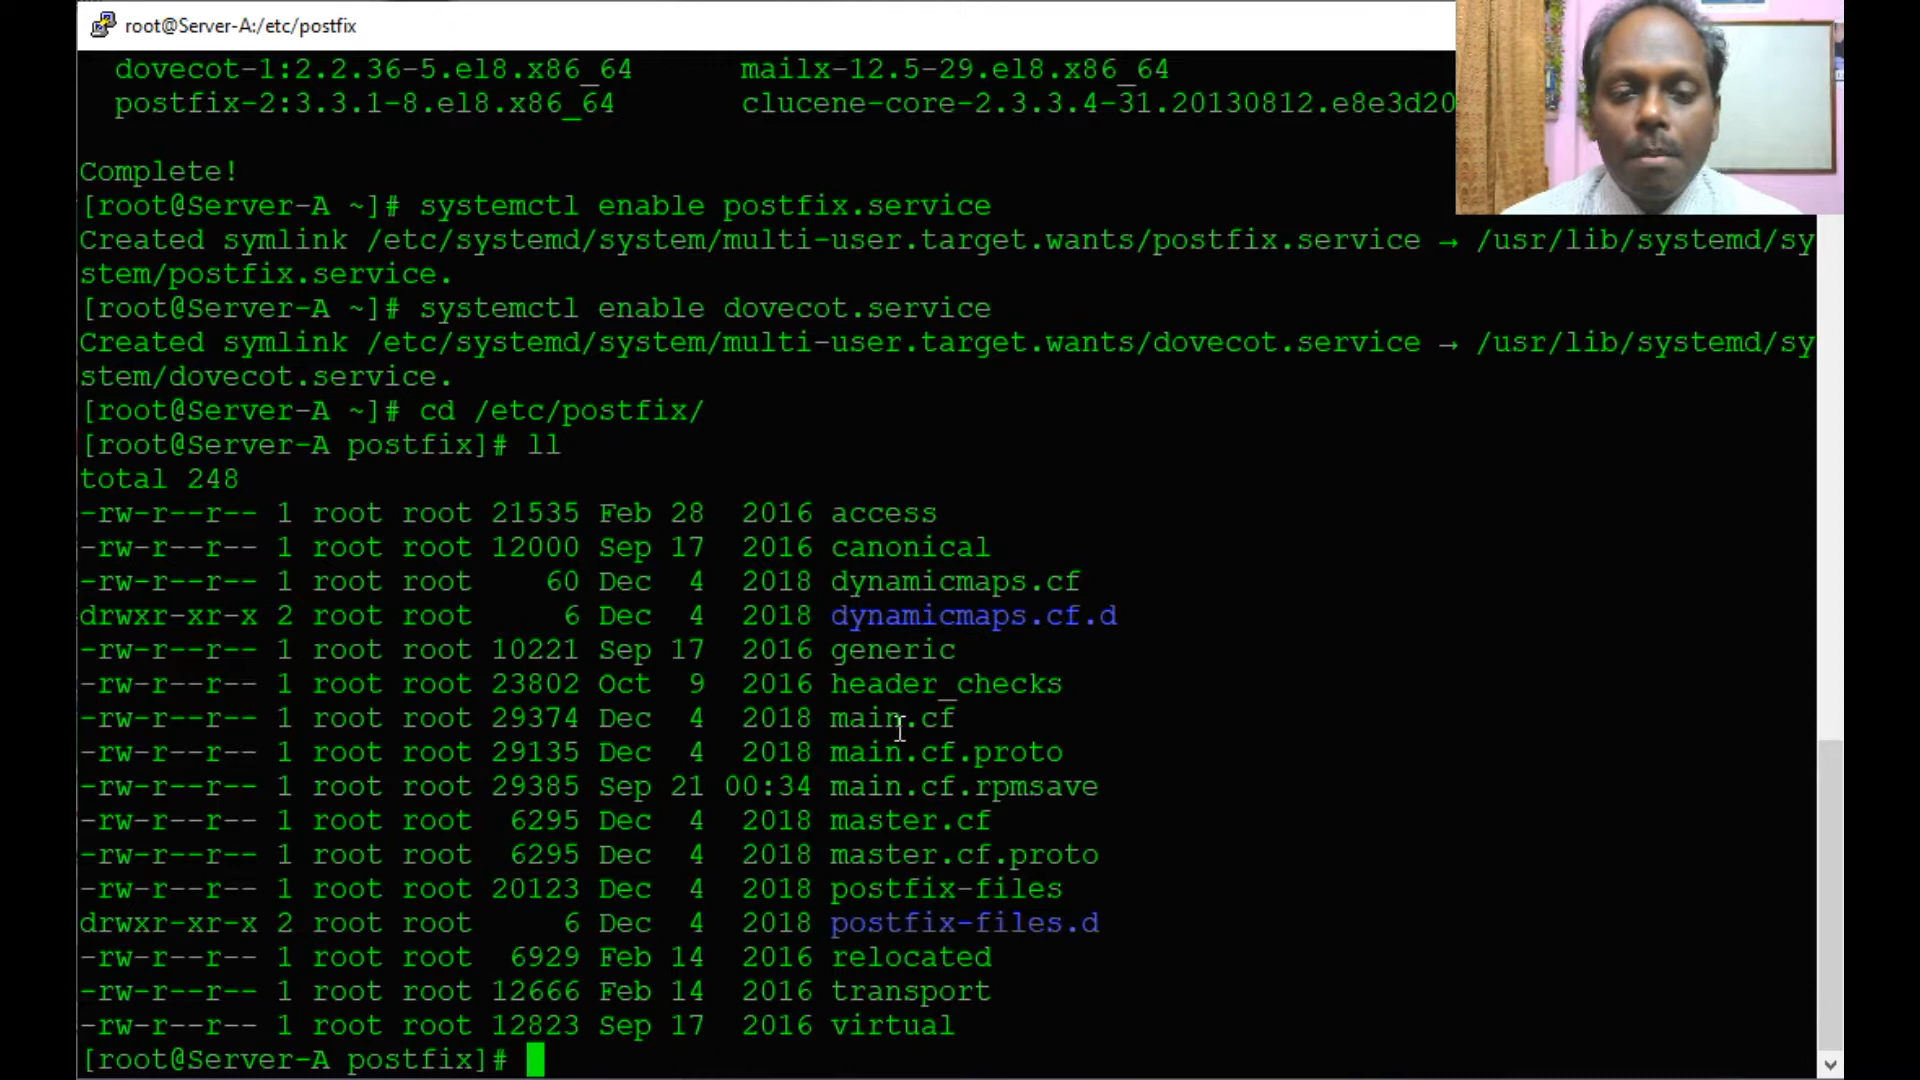 root@Server-A:/etc/postfix
dovecot-1:2.2.36-5.el8.x86_64 mailx-12.5-29.el8.x86_64
postfix-2:3.3.1-8.el8.x86_64 clucene-core-2.3.3.4-31.20130812.e8e3d20
Complete!
[root@Server-A ~]# systemctl enable postfix.service
Created symlink /etc/systemd/system/multi-user.target.wants/postfix.service → /usr/lib/systemd/sy
stem/postfix.service.
[root@Server-A ~]# systemctl enable dovecot.service
Created symlink /etc/systemd/system/multi-user.target.wants/dovecot.service → /usr/lib/systemd/sy
stem/dovecot.service.
[root@Server-A ~]# cd /etc/postfix/
[root@Server-A postfix]# ll
total 248
-rw-r--r-- 1 root root 21535 Feb 28 2016 access
-rw-r--r-- 1 root root 12000 Sep 17 2016 canonical
-rw-r--r-- 1 root root 60 Dec 4 2018 dynamicmaps.cf
drwxr-xr-x 2 root root 6 Dec 4 2018 dynamicmaps.cf.d
-rw-r--r-- 1 root root 10221 Sep 17 2016 generic
-rw-r--r-- 1 root root 23802 Oct 9 2016 header_checks
-rw-r--r-- 1 root root 29374 Dec 4 2018 main.cf
-rw-r--r-- 1 root root 29135 Dec 4 2018 main.cf.proto
-rw-r--r-- 1 root root 29385 Sep 21 00:34 main.cf.rpmsave
-rw-r--r-- 1 root root 6295 Dec 4 2018 master.cf
-rw-r--r-- 1 root root 6295 Dec 4 2018 master.cf.proto
-rw-r--r-- 1 root root 20123 Dec 4 2018 postfix-files
drwxr-xr-x 2 root root 6 Dec 4 2018 postfix-files.d
-rw-r--r-- 1 root root 6929 Feb 14 2016 relocated
-rw-r--r-- 1 root root 12666 Feb 14 2016 transport
-rw-r--r-- 1 root root 12823 Sep 17 2016 virtual
[root@Server-A postfix]#